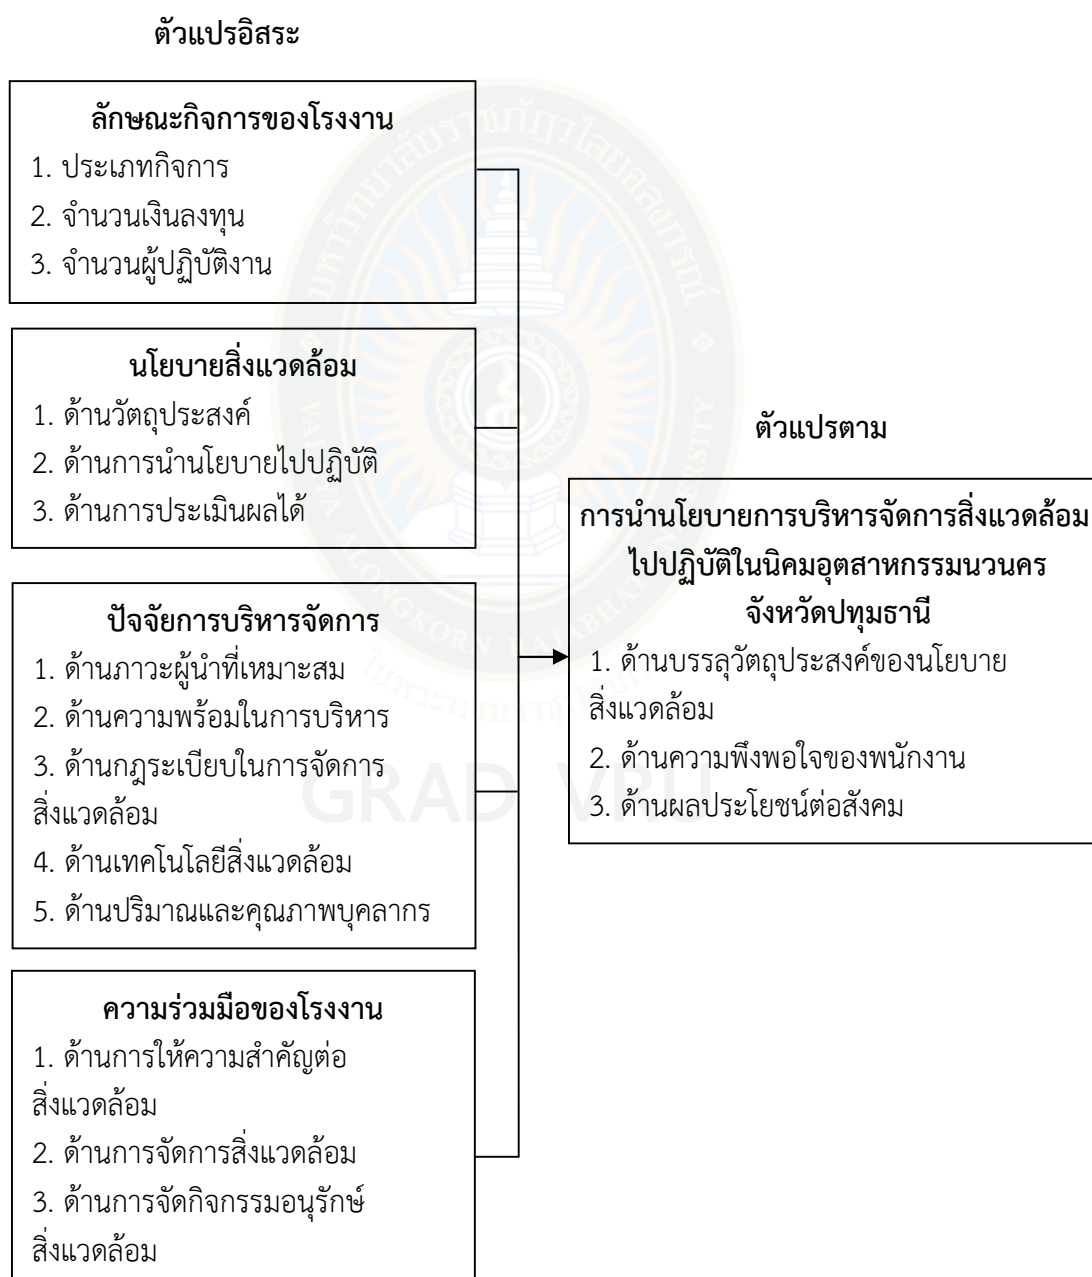 ตัวแปรอิสระ
ลักษณะกิจการของโรงงาน
1. ประเภทกิจการ
2. จำนวนเงินลงทุน
3. จำนวนผู้ปฏิบัติงาน
นโยบายสิ่งแวดล้อม
1. ด้านวัตถุประสงค์
2. ด้านการนำนโยบายไปปฏิบัติ
3. ด้านการประเมินผลได้
ปัจจัยการบริหารจัดการ
1. ด้านภาวะผู้นำที่เหมาะสม
2. ด้านความพร้อมในการบริหาร
3. ด้านกฎระเบียบในการจัดการ
สิ่งแวดล้อม
4. ด้านเทคโนโลยีสิ่งแวดล้อม
5. ด้านปริมาณและคุณภาพบุคลากร
ความร่วมมือของโรงงาน
1. ด้านการให้ความสำคัญต่อ
สิ่งแวดล้อม
2. ด้านการจัดการสิ่งแวดล้อม
3. ด้านการจัดกิจกรรมอนุรักษ์
สิ่งแวดล้อม
ตัวแปรตาม
การนำนโยบายการบริหารจัดการสิ่งแวดล้อม
ไปปฏิบัติในนิคมอุตสาหกรรมนวนคร
จังหวัดปทุมธานี
1. ด้านบรรลุวัตถุประสงค์ของนโยบาย
สิ่งแวดล้อม
2. ด้านความพึงพอใจของพนักงาน
3. ด้านผลประโยชน์ต่อสังคม
GRAD VRU